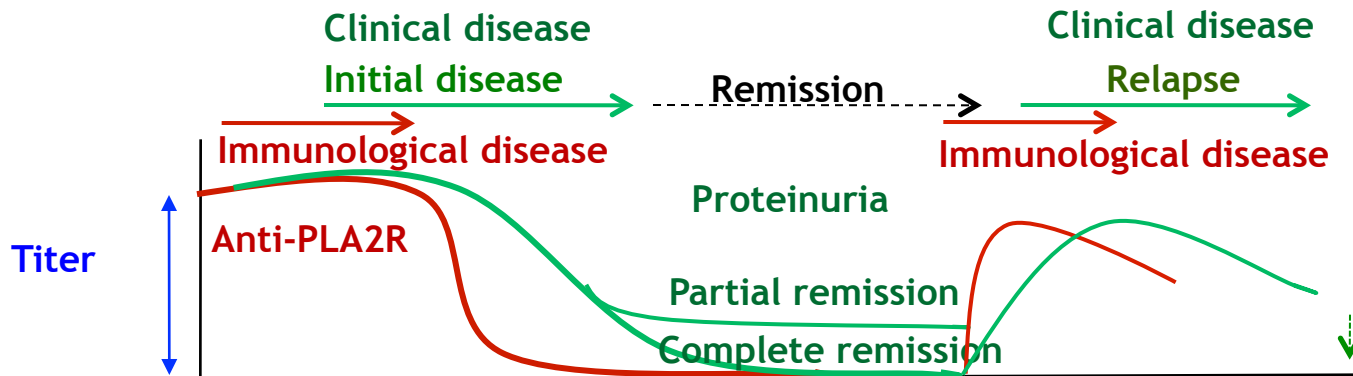 Clinical disease
Initial disease
Remission
Clinical disease
Relapse
Immunological disease
Immunological disease
Proteinuria
Anti-PLA2R
Titer
Partial remission
Complete remission